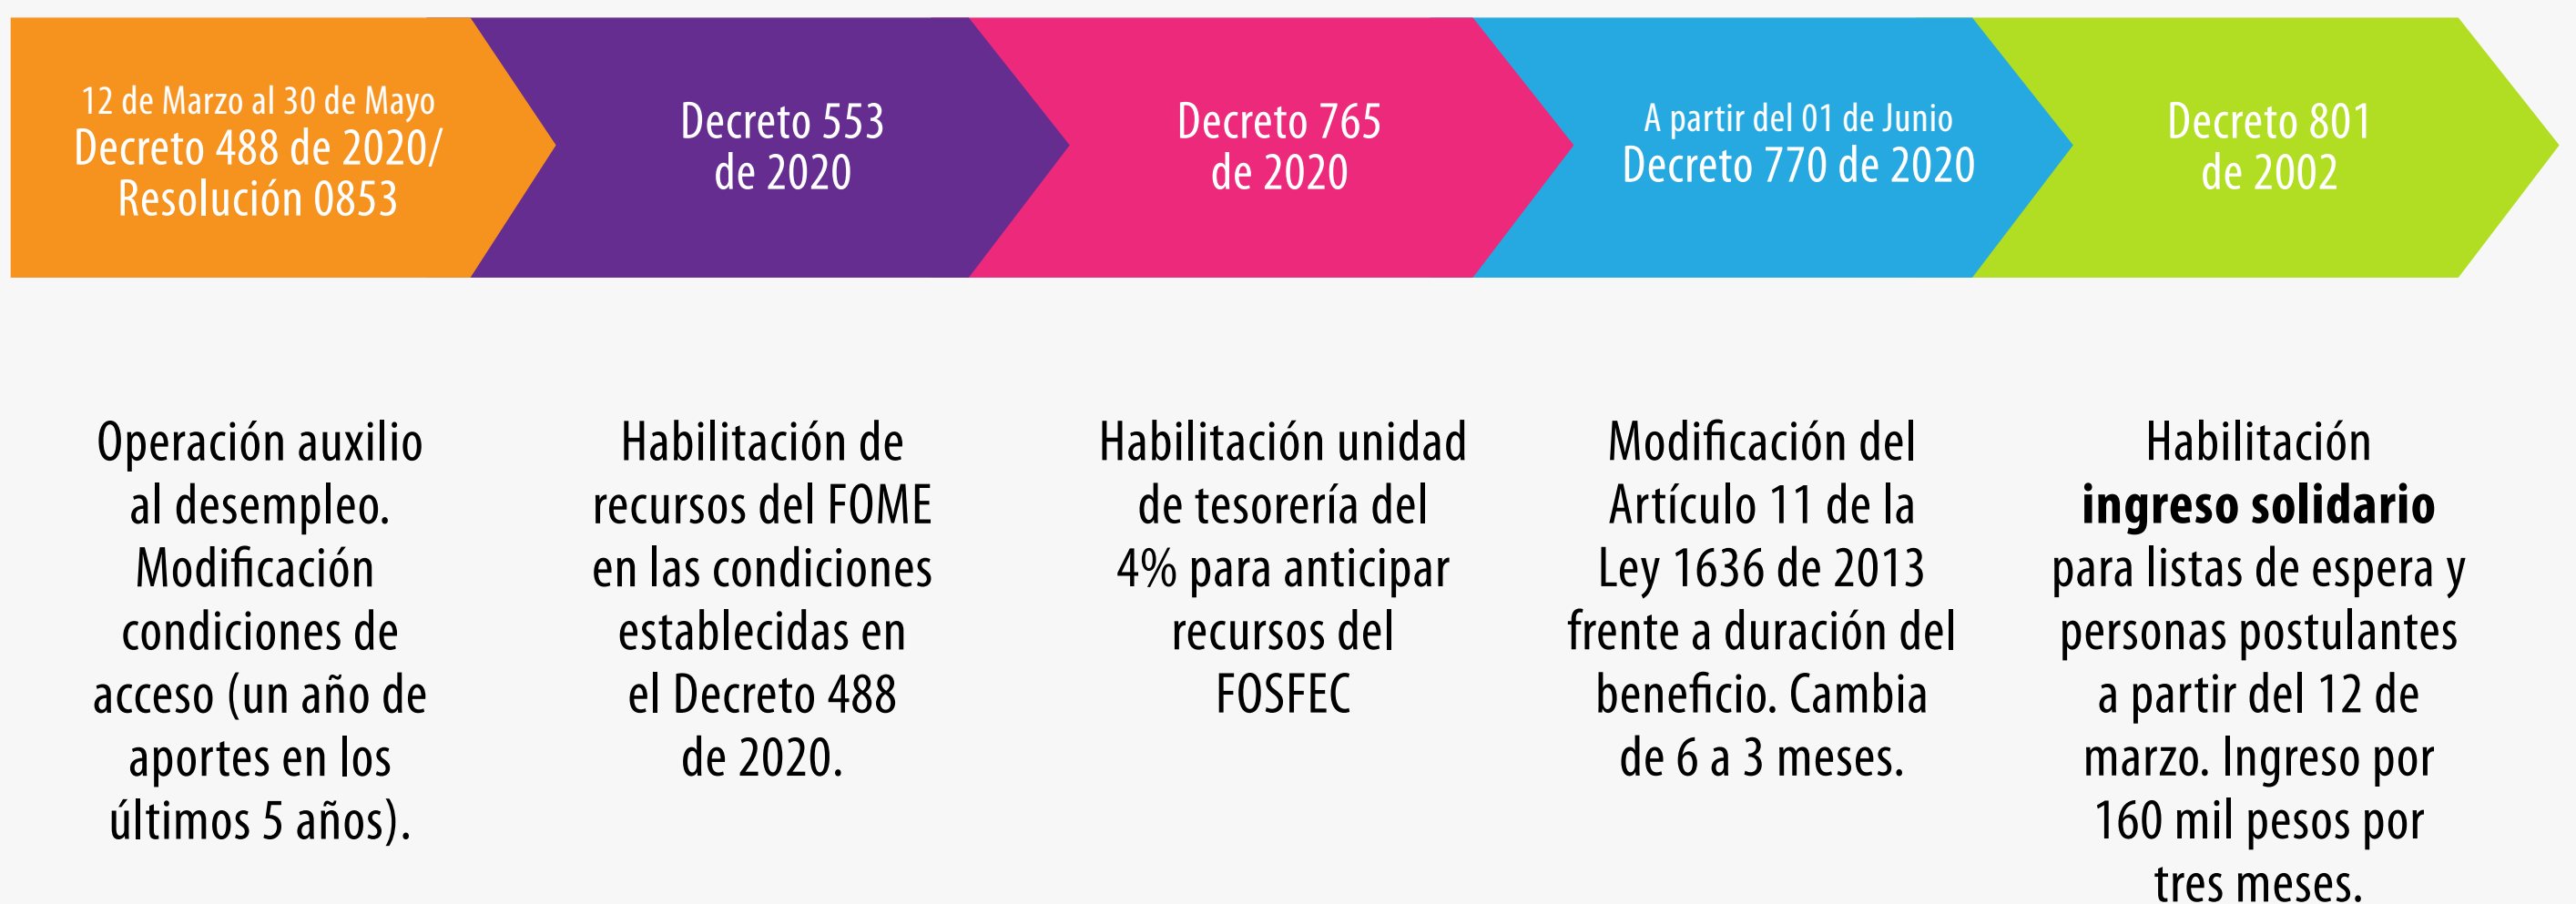 12 de Marzo al 30 de Mayo
Decreto 488 de 2020/
Resolución 0853
Decreto 553
de 2020
Decreto 765
de 2020
A partir del 01 de Junio
Decreto 770 de 2020
Decreto 801
de 2002
Operación auxilio
al desempleo.
Modificación
condiciones de
acceso (un año de
aportes en los
últimos 5 años).
Habilitación de
recursos del FOME
en las condiciones
establecidas en
el Decreto 488
de 2020.
Habilitación unidad
de tesorería del
4% para anticipar
recursos del
FOSFEC
Modificación del
Artículo 11 de la
Ley 1636 de 2013
frente a duración del
beneficio. Cambia
de 6 a 3 meses.
Habilitación
ingreso solidario
para listas de espera y
personas postulantes
a partir del 12 de
marzo. Ingreso por
160 mil pesos por
tres meses.